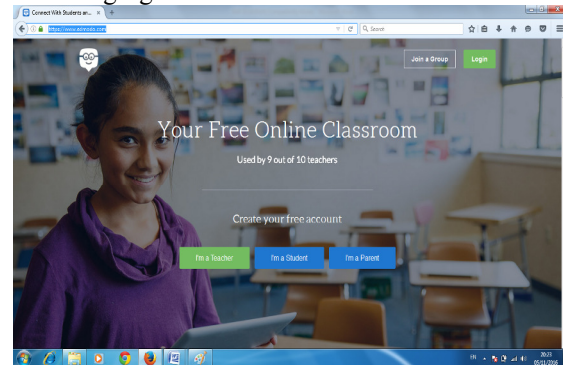 Connect With Students an...
https://www.edmodo.com
Search
Join a Group
Login
Your Free Online Classroom
Used by 9 out of 10 teachers
Create your free account
I'm a Teacher
I'm a Student
I'm a Parent
EN
20:23
05/11/2016